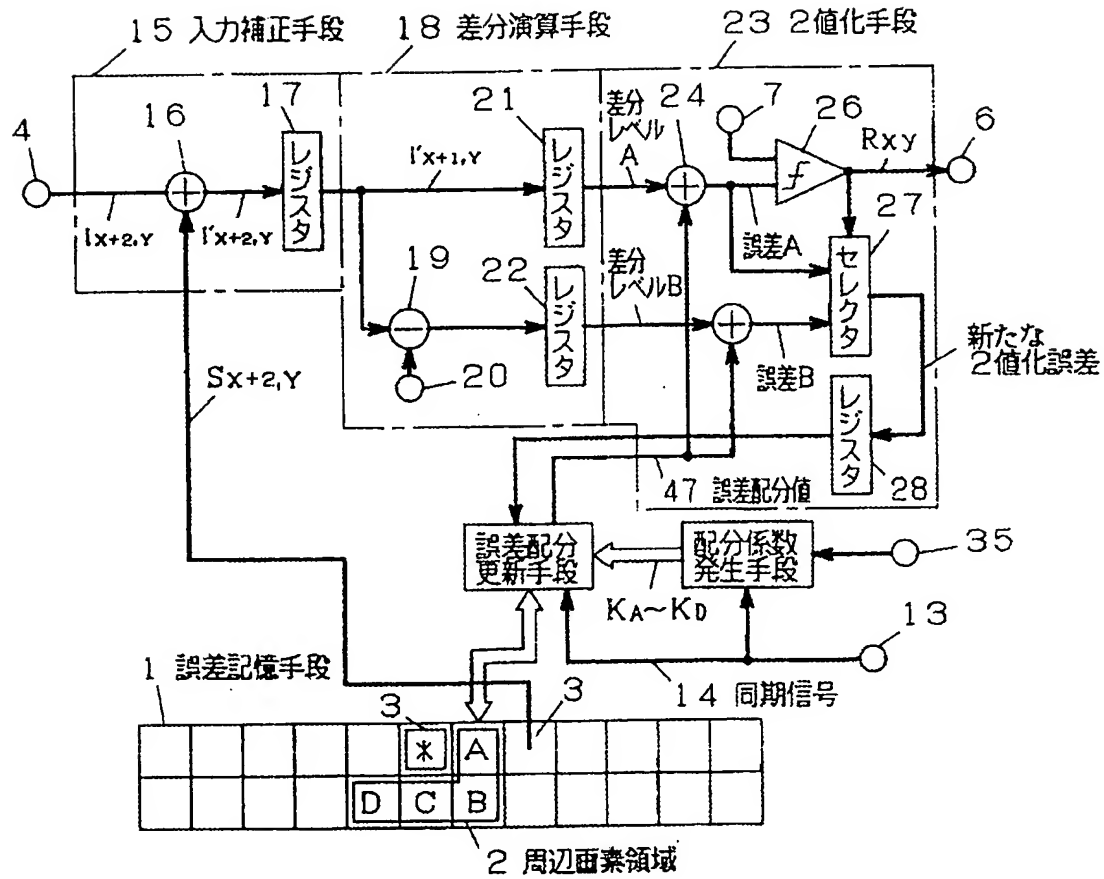 15 入力補正手段
18 差分演算手段
23 2値化手段
4
16
17
レジスタ
Ix+2,Y
I'x+2,Y
I'x+1,Y
21
レジスタ
差分
レベル
A
24
7
26
Rxy
6
27
セレクタ
誤差A
19
20
22
レジスタ
差分
レベルB
誤差B
新たな
2値化誤差
レジスタ
28
Sx+2,Y
47 誤差配分値
誤差配分
更新手段
配分係数
発生手段
35
KA~KD
13
14 同期信号
1 誤差記憶手段
3
3
* A
D C B
2 周辺画素領域